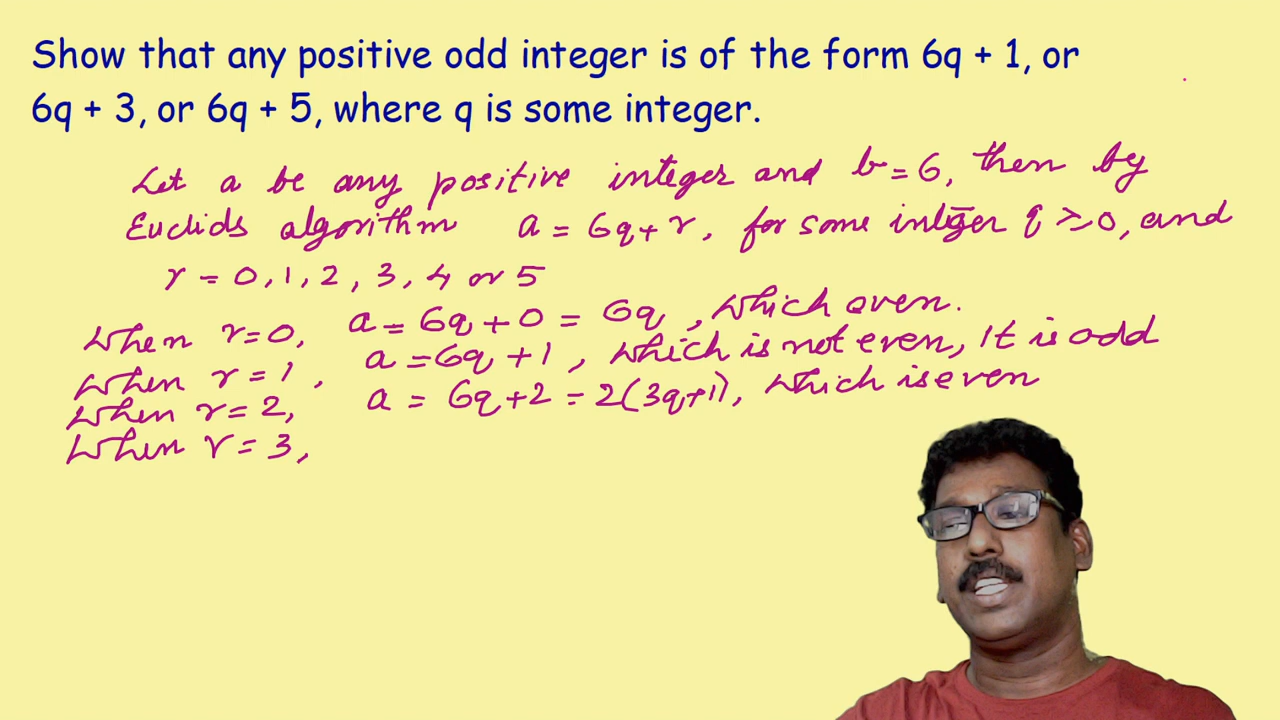 Show that any positive odd integer is of the form 6q + 1, or
6q + 3, or 6q + 5, where q is some integer.
Let a be any positive integer and b = 6, then by
Euclids algorithm a = 6q + r, for some integer q ≥ 0, and
r = 0, 1, 2, 3, 4 or 5
When r = 0, a = 6q + 0 = 6q, which even.
When r = 1, a = 6q + 1, which is not even, It is odd
When r = 2, a = 6q + 2 = 2(3q+1), which is even
When r = 3,